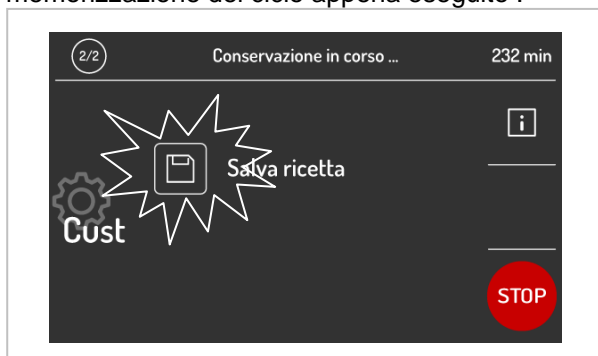 memorizzazione del ciclo appena eseguito".
2/2 Conservazione in corso ... 232 min
i
Salva ricetta
Cust
STOP